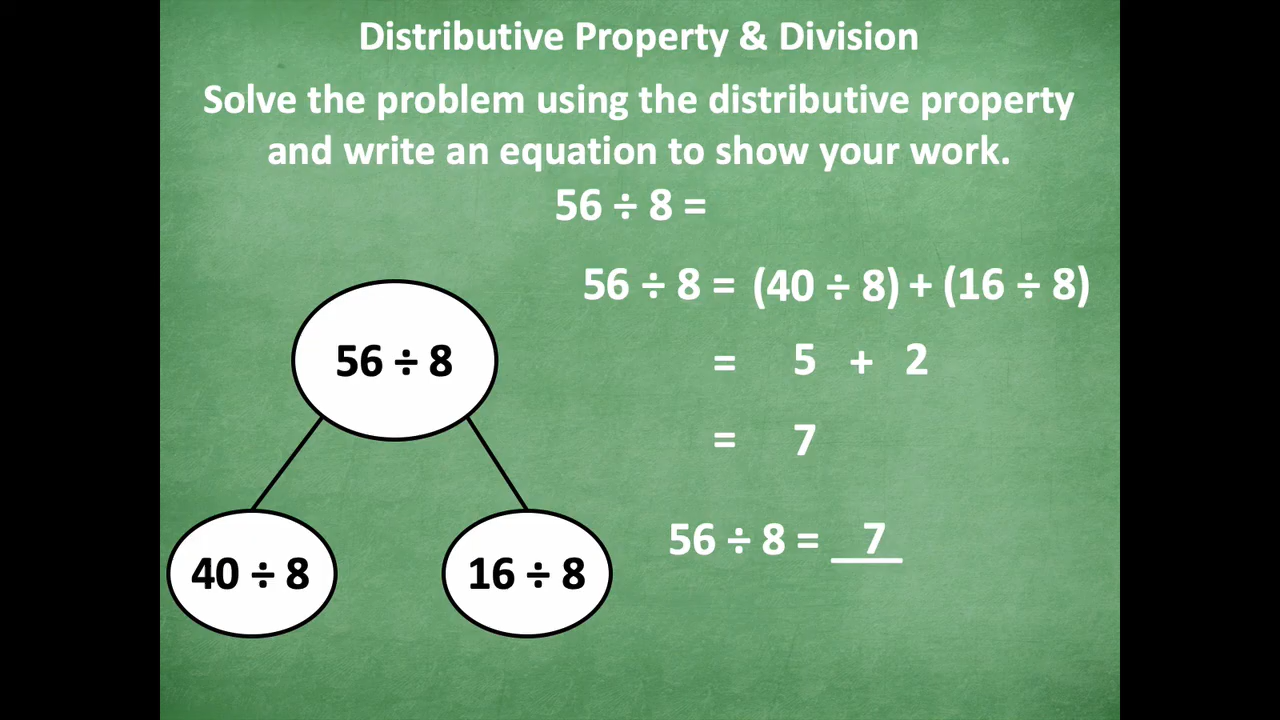 Distributive Property & Division
Solve the problem using the distributive property
and write an equation to show your work.
56 ÷ 8 =
56 ÷ 8 = (40 ÷ 8) + (16 ÷ 8)
= 5 + 2
= 7
56 ÷ 8 = 7
56 ÷ 8
40 ÷ 8
16 ÷ 8